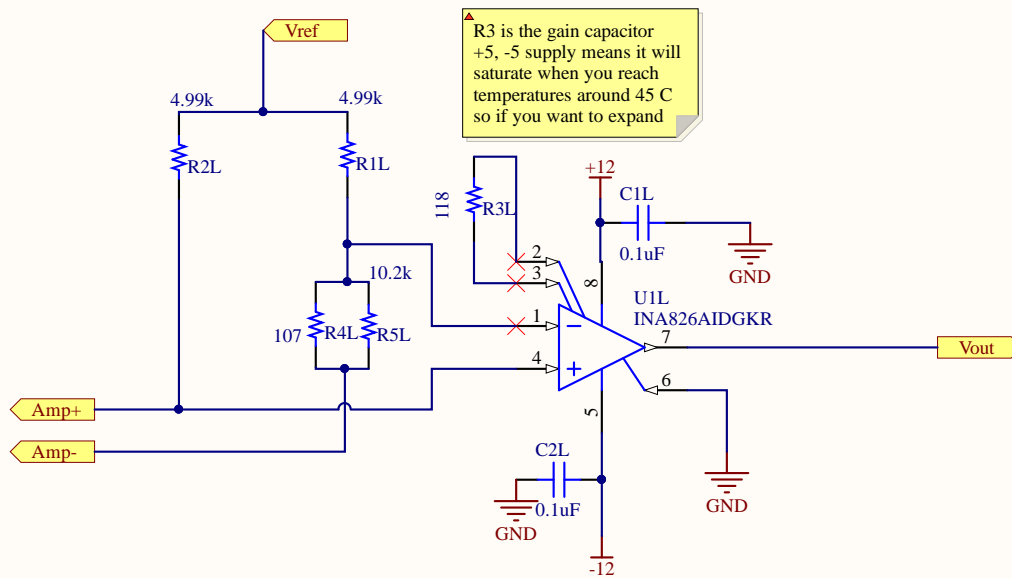 Vref
R3 is the gain capacitor
+5, -5 supply means it will
saturate when you reach
temperatures around 45 C
so if you want to expand
4.99k
4.99k
R2L
R1L
118
R3L
+12
C1L
0.1uF
GND
2
3
8
10.2k
107
R4L
R5L
1
4
U1L
INA826AIDGKR
7
Vout
6
5
Amp+
Amp-
C2L
0.1uF
GND
GND
-12